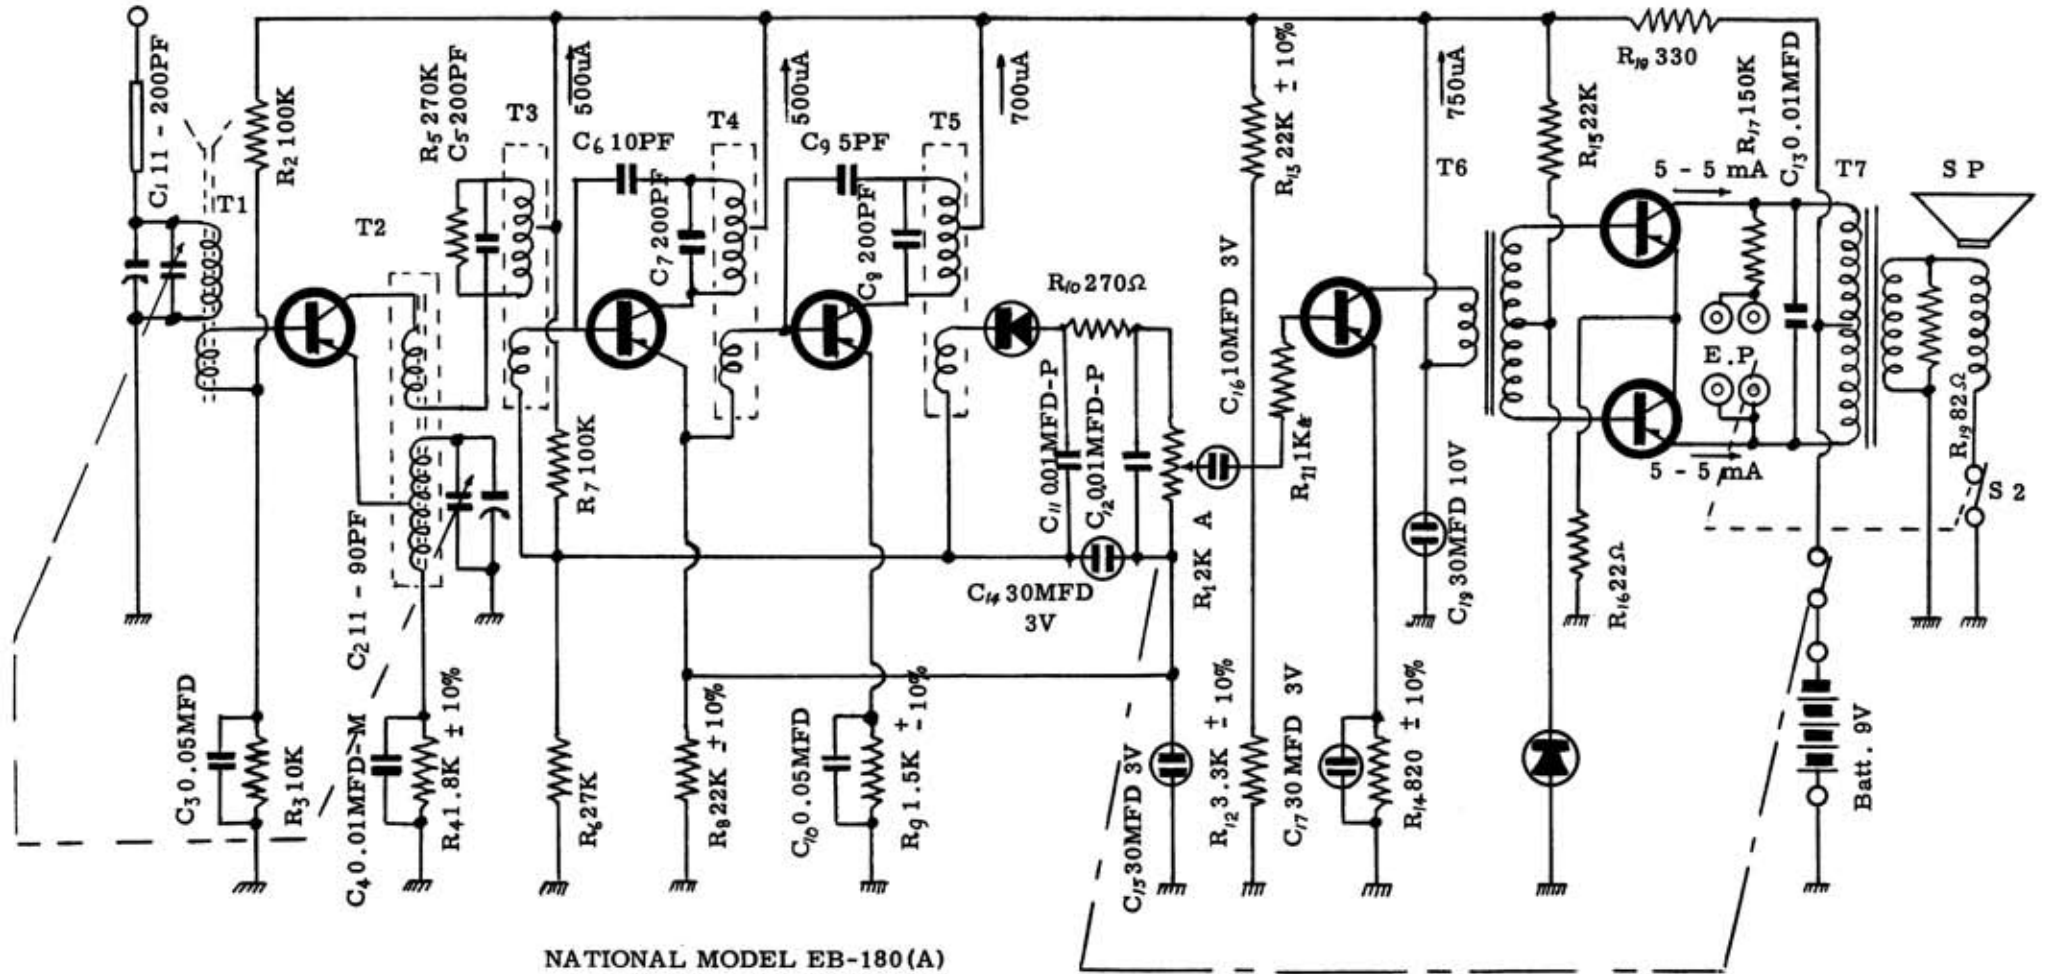 C1 11 - 200PF
T1
R2 100K
T2
R5 270K
C5 200PF
T3
500uA
C6 10PF
T4
C7 200PF
500uA
C9 5PF
C8 200PF
T5
700uA
R10 270Ω
C11 0.01MFD-P
C12 0.01MFD-P
R7 100K
C14 30MFD
3V
R1 2K A
C16 10MFD 3V
R13 22K ± 10%
R11 1K
750uA
T6
C19 30MFD 10V
R15 22K
R19 330
5 - 5 mA
R17 150K
C13 0.01MFD
T7
S P
E.P
5 - 5 mA
R19 82Ω
S 2
R16 22Ω
C2 11 - 90PF
C3 0.05MFD
R3 10K
C4 0.01MFD-M
R4 1.8K ± 10%
R6 27K
R8 22K ± 10%
C10 0.05MFD
R9 1.5K ± 10%
C15 30MFD 3V
R12 3.3K ± 10%
C17 30MFD 3V
R14 820 ± 10%
Batt. 9V
NATIONAL MODEL EB-180(A)